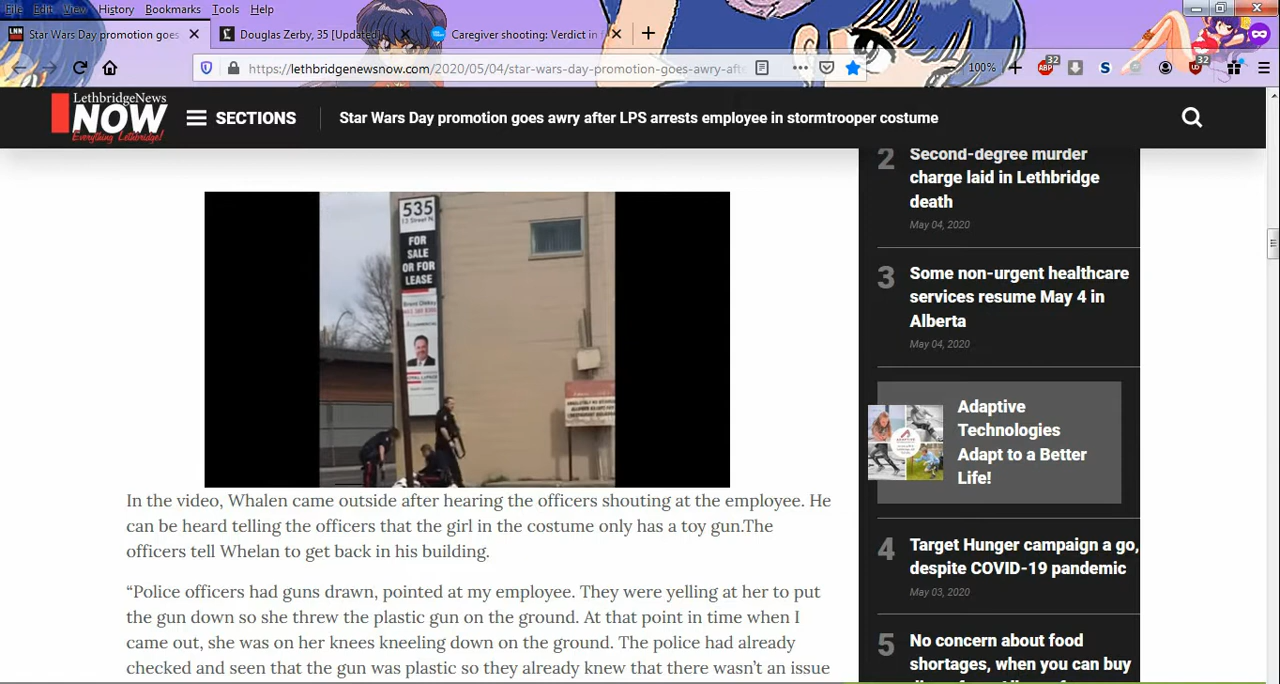 File Edit View History Bookmarks Tools Help
Star Wars Day promotion goes
Douglas Zerby, 35 [Updated]
Caregiver shooting: Verdict in
https://lethbridgenewsnow.com/2020/05/04/star-wars-day-promotion-goes-awry-afte
100%
ABP 32
S
32
LNN
LethbridgeNews
NOW
Everything Lethbridge!
SECTIONS
Star Wars Day promotion goes awry after LPS arrests employee in stormtrooper costume
535
13 Street N.
FOR
SALE
OR FOR
LEASE
In the video, Whalen came outside after hearing the officers shouting at the employee. He
can be heard telling the officers that the girl in the costume only has a toy gun.The
officers tell Whelan to get back in his building.
“Police officers had guns drawn, pointed at my employee. They were yelling at her to put
the gun down so she threw the plastic gun on the ground. At that point in time when I
came out, she was on her knees kneeling down on the ground. The police had already
checked and seen that the gun was plastic so they already knew that there wasn’t an issue
2
Second-degree murder
charge laid in Lethbridge
death
May 04, 2020
3
Some non-urgent healthcare
services resume May 4 in
Alberta
May 04, 2020
Adaptive
Technologies
Adapt to a Better
Life!
4
Target Hunger campaign a go,
despite COVID-19 pandemic
May 03, 2020
5
No concern about food
shortages, when you can buy